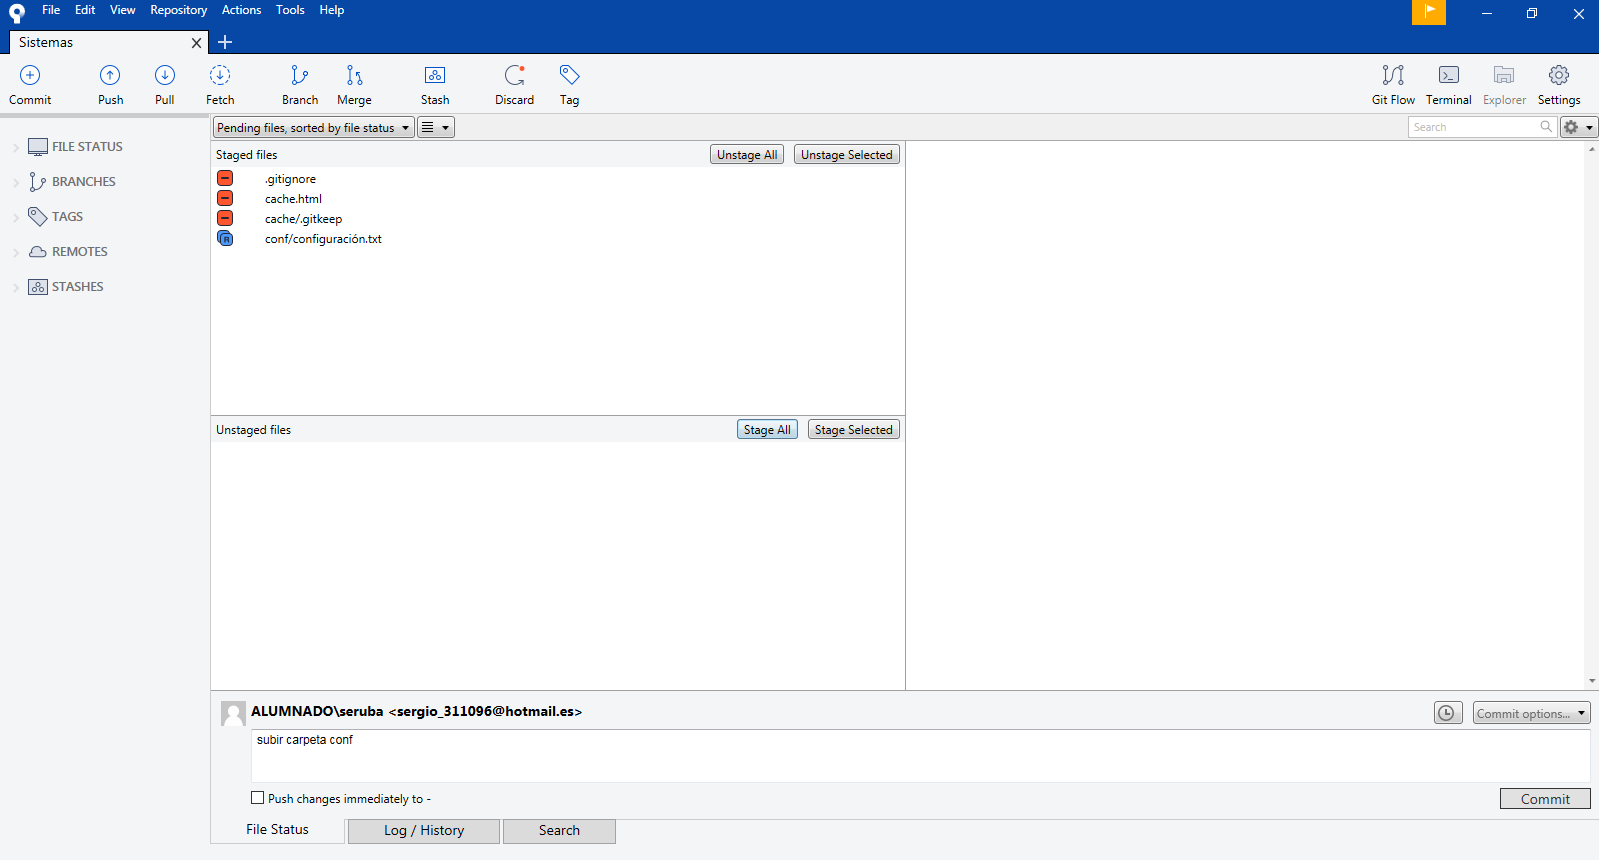 File Edit View Repository Actions Tools Help
Sistemas
Commit Push Pull Fetch Branch Merge Stash Discard Tag Git Flow Terminal Explorer Settings
Pending files, sorted by file status
Search
FILE STATUS
BRANCHES
TAGS
REMOTES
STASHES
Staged files
Unstage All Unstage Selected
.gitignore
cache.html
cache/.gitkeep
R conf/configuración.txt
Unstaged files
Stage All Stage Selected
ALUMNADO\seruba <sergio_311096@hotmail.es>
Commit options...
subir carpeta conf
Push changes immediately to -
Commit
File Status Log / History Search